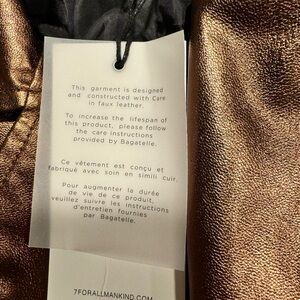 This garment is designed
and constructed with Care
in faux leather.
To increase the lifespan of
this product, please follow
the care instructions
provided by Bagatelle.
Ce vêtement est conçu et
fabriqué avec soin en simili cuir.
Pour augmenter la durée
de vie de ce produit,
veuillez suivre les instructions
d'entretien fournies
par Bagatelle.
7FORALLMANKIND.COM